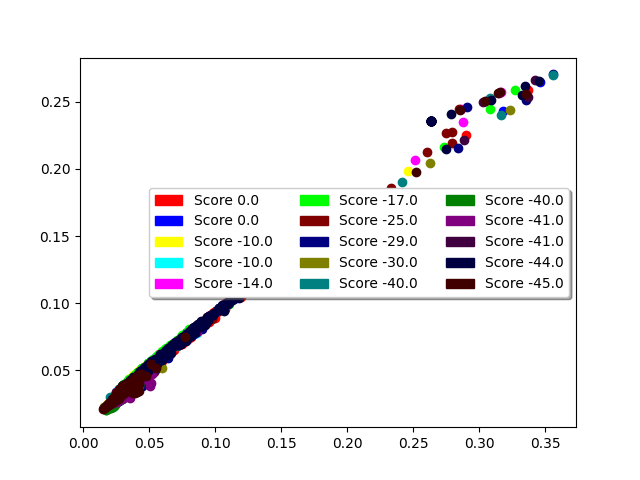 0.25
0.20
0.15
0.10
0.05
Score 0.0 Score -17.0 Score -40.0
Score 0.0 Score -25.0 Score -41.0
Score -10.0 Score -29.0 Score -41.0
Score -10.0 Score -30.0 Score -44.0
Score -14.0 Score -40.0 Score -45.0
0.00 0.05 0.10 0.15 0.20 0.25 0.30 0.35